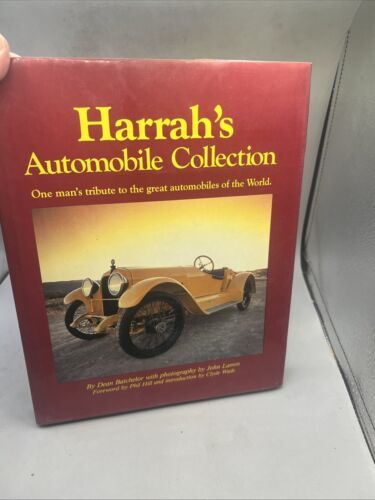 Harrah's
Automobile Collection
One man's tribute to the great automobiles of the World.
By Dean Batchelor with photography by John Lamm
Foreword by Phil Hill and introduction by Clyde Wade